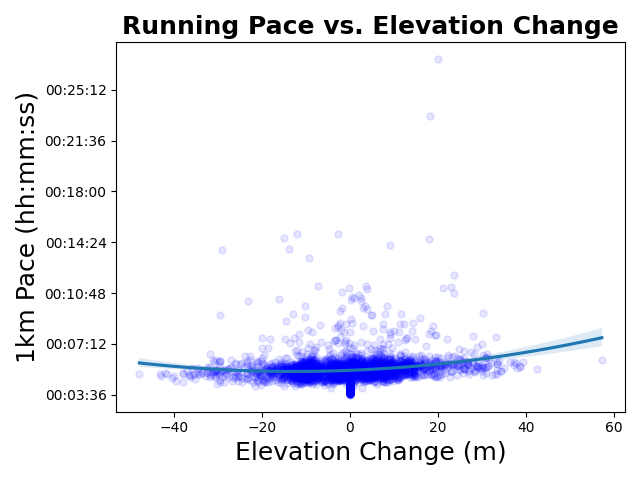 Running Pace vs. Elevation Change
1km Pace (hh:mm:ss)
00:25:12
00:21:36
00:18:00
00:14:24
00:10:48
00:07:12
00:03:36
−40 −20 0 20 40 60
Elevation Change (m)